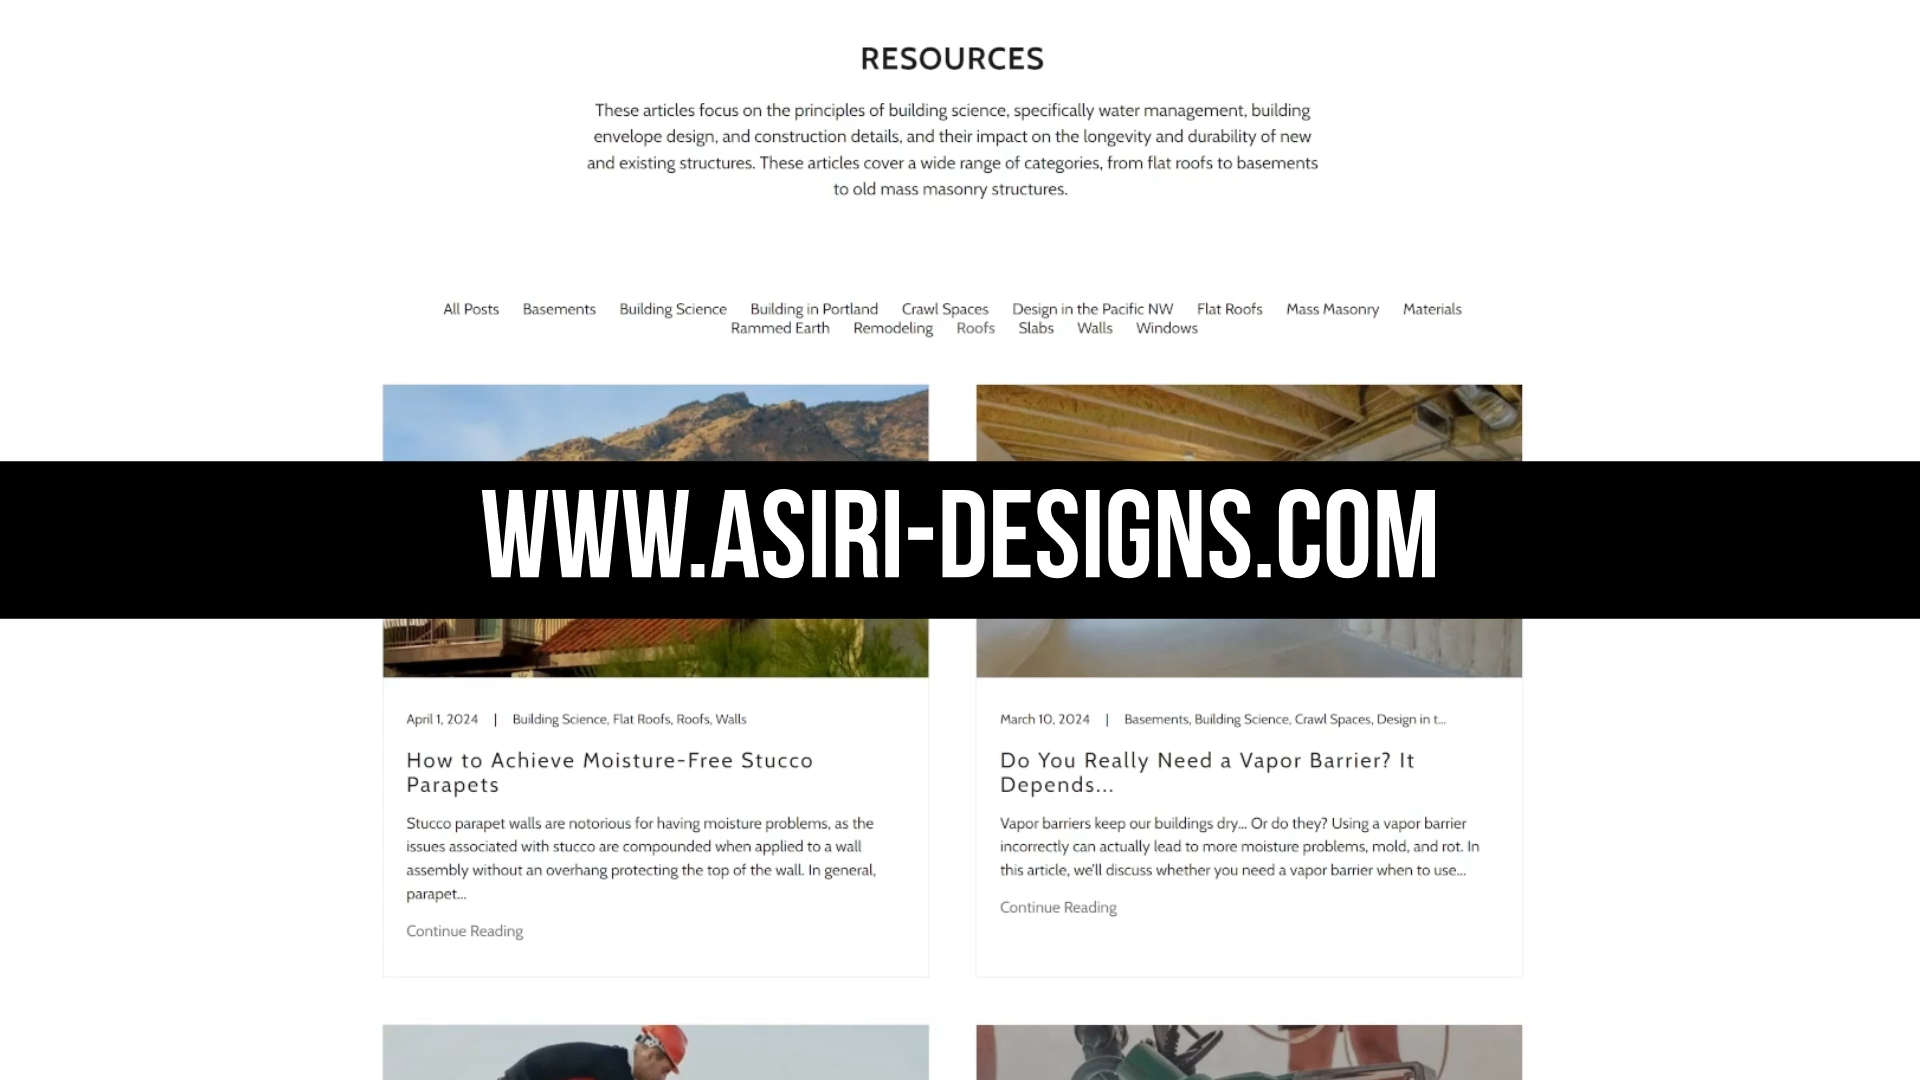 RESOURCES
These articles focus on the principles of building science, specifically water management, building
envelope design, and construction details, and their impact on the longevity and durability of new
and existing structures. These articles cover a wide range of categories, from flat roofs to basements
to old mass masonry structures.
All Posts Basements Building Science Building in Portland Crawl Spaces Design in the Pacific NW Flat Roofs Mass Masonry Materials
Rammed Earth Remodeling Roofs Slabs Walls Windows
WWW.ASIRI-DESIGNS.COM
April 1, 2024 | Building Science, Flat Roofs, Roofs, Walls
How to Achieve Moisture-Free Stucco
Parapets
Stucco parapet walls are notorious for having moisture problems, as the
issues associated with stucco are compounded when applied to a wall
assembly without an overhang protecting the top of the wall. In general,
parapet...
Continue Reading
March 10, 2024 | Basements, Building Science, Crawl Spaces, Design in t...
Do You Really Need a Vapor Barrier? It
Depends...
Vapor barriers keep our buildings dry... Or do they? Using a vapor barrier
incorrectly can actually lead to more moisture problems, mold, and rot. In
this article, we'll discuss whether you need a vapor barrier when to use...
Continue Reading